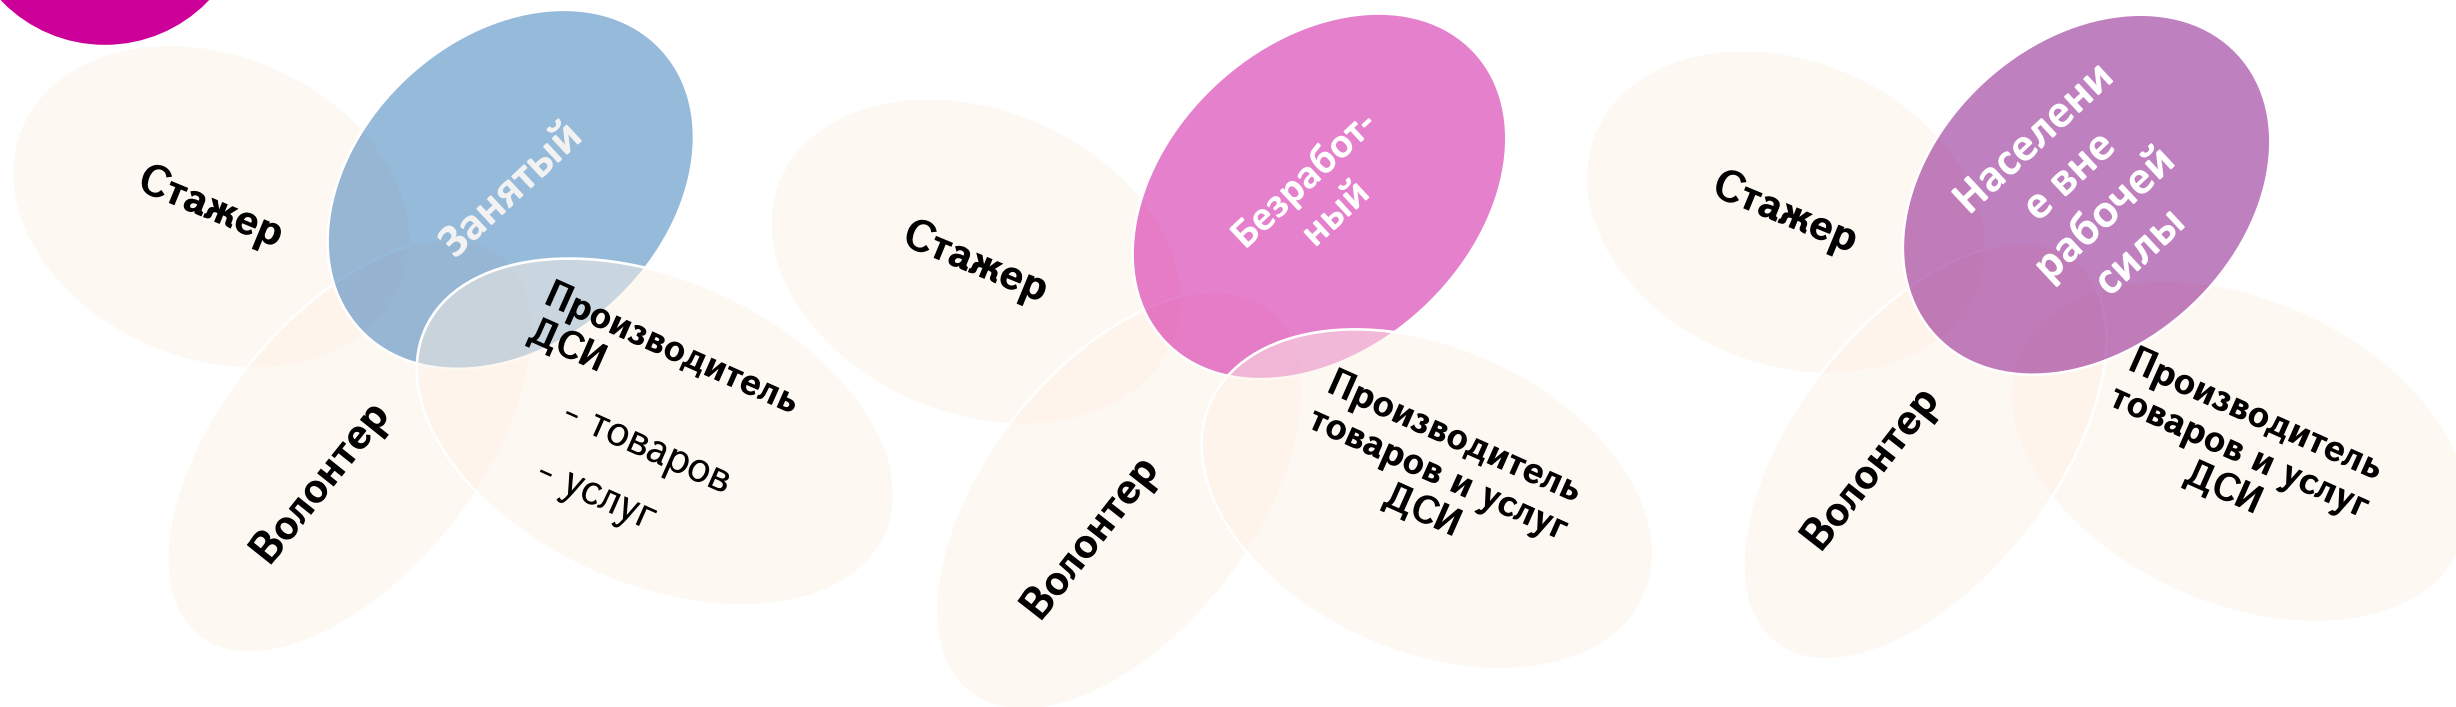 Стажер
Занятый
Производитель
ДСИ
- товаров
- услуг
Волонтер
Стажер
Безработ-
ный
Производитель
товаров и услуг
ДСИ
Волонтер
Стажер
Населени
е вне
рабочей
силы
Производитель
товаров и услуг
ДСИ
Волонтер